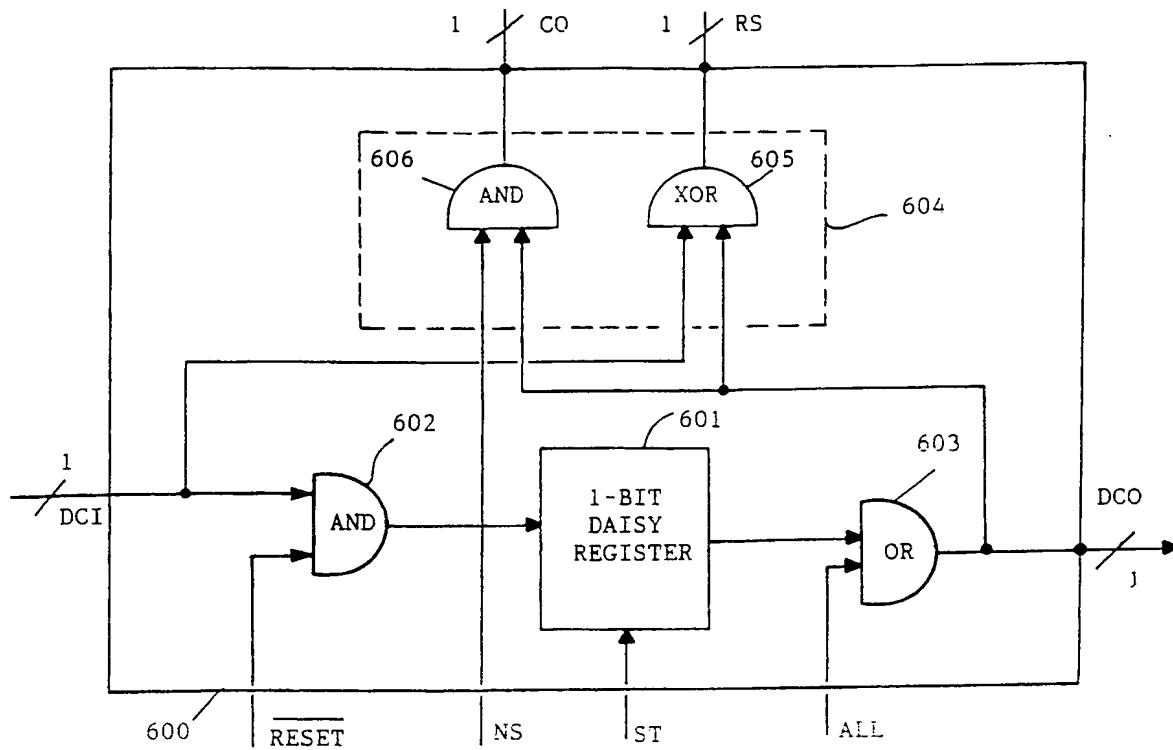 1 CO 1 RS
606
AND
605
XOR
604
602
601
603
1
DCI
AND
1-BIT
DAISY
REGISTER
OR
DCO
1
600
RESET
NS
ST
ALL